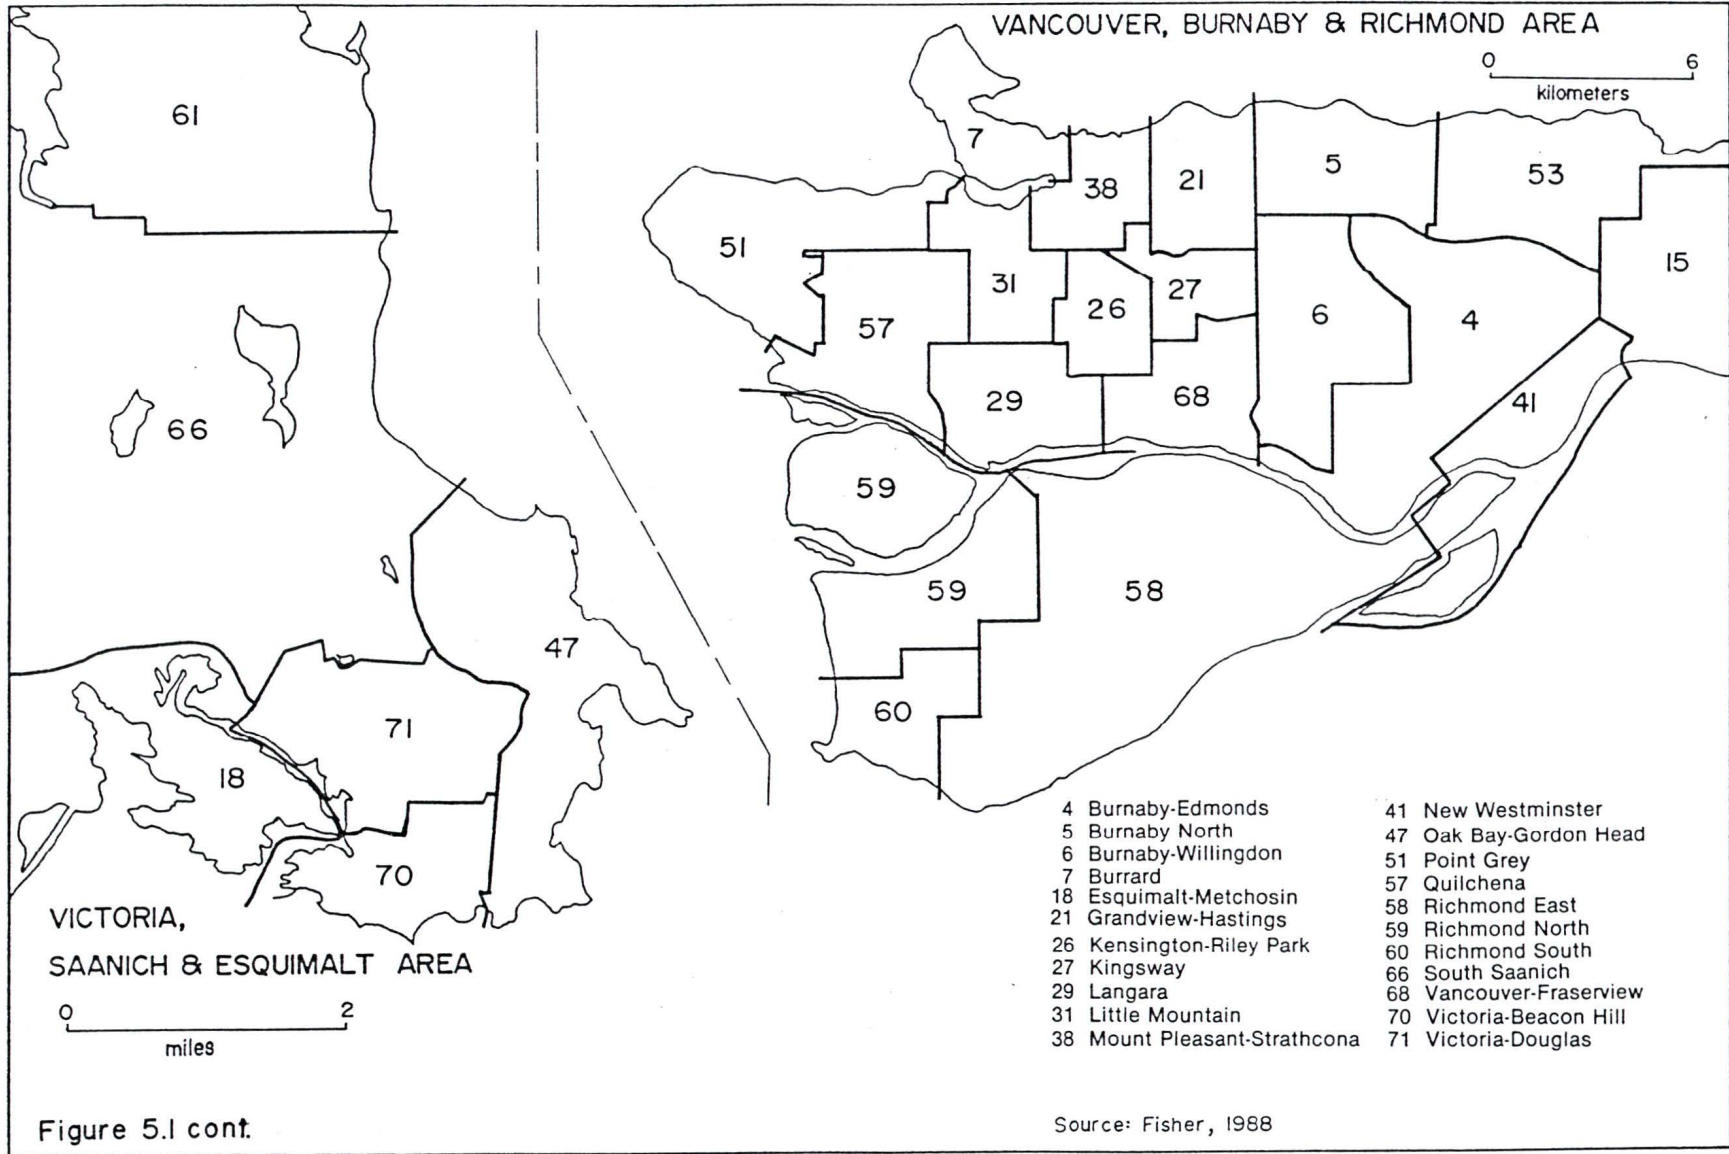 VANCOUVER, BURNABY & RICHMOND AREA
0 6
kilometers
61
7
38
21
5
53
51
15
31
27
26
57
6
4
29
68
41
66
59
59
58
47
60
71
18
70
VICTORIA,
SAANICH & ESQUIMALT AREA
0 2
miles
4 Burnaby-Edmonds
5 Burnaby North
6 Burnaby-Willingdon
7 Burrard
18 Esquimalt-Metchosin
21 Grandview-Hastings
26 Kensington-Riley Park
27 Kingsway
29 Langara
31 Little Mountain
38 Mount Pleasant-Strathcona
41 New Westminster
47 Oak Bay-Gordon Head
51 Point Grey
57 Quilchena
58 Richmond East
59 Richmond North
60 Richmond South
66 South Saanich
68 Vancouver-Fraserview
70 Victoria-Beacon Hill
71 Victoria-Douglas
Figure 5.1 cont.
Source: Fisher, 1988